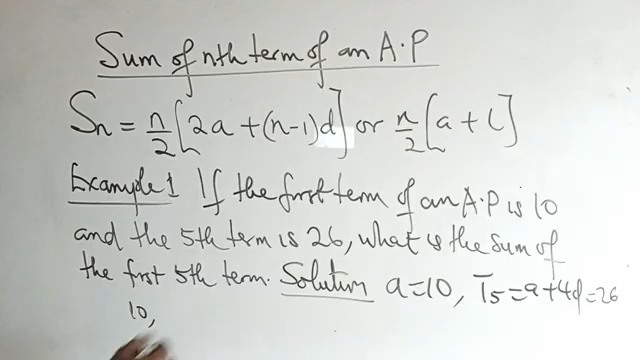 Sum of nth term of an A.P
Sn = n/2[2a + (n-1)d] or n/2[a + l]
Example 1 If the first term of an A.P is 10
and the 5th term is 26, what is the sum of
the first 5th term. Solution a=10, T5=a+4d=26
10,